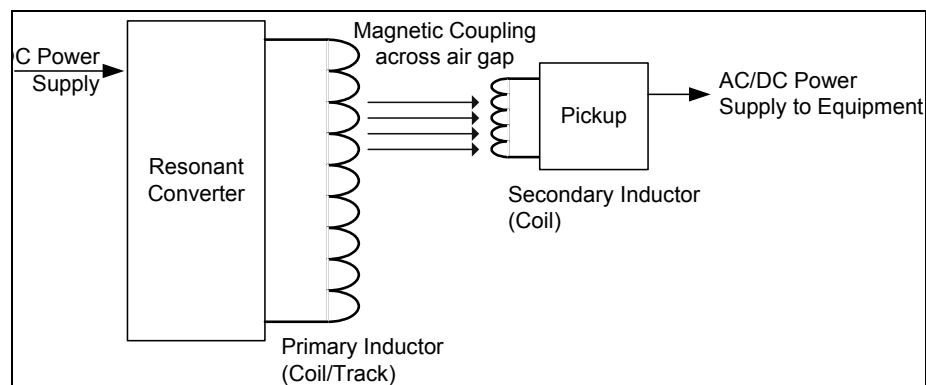 Magnetic Coupling
across air gap
C Power
Supply
AC/DC Power
Supply to Equipment
Pickup
Resonant
Converter
Secondary Inductor
(Coil)
Primary Inductor
(Coil/Track)